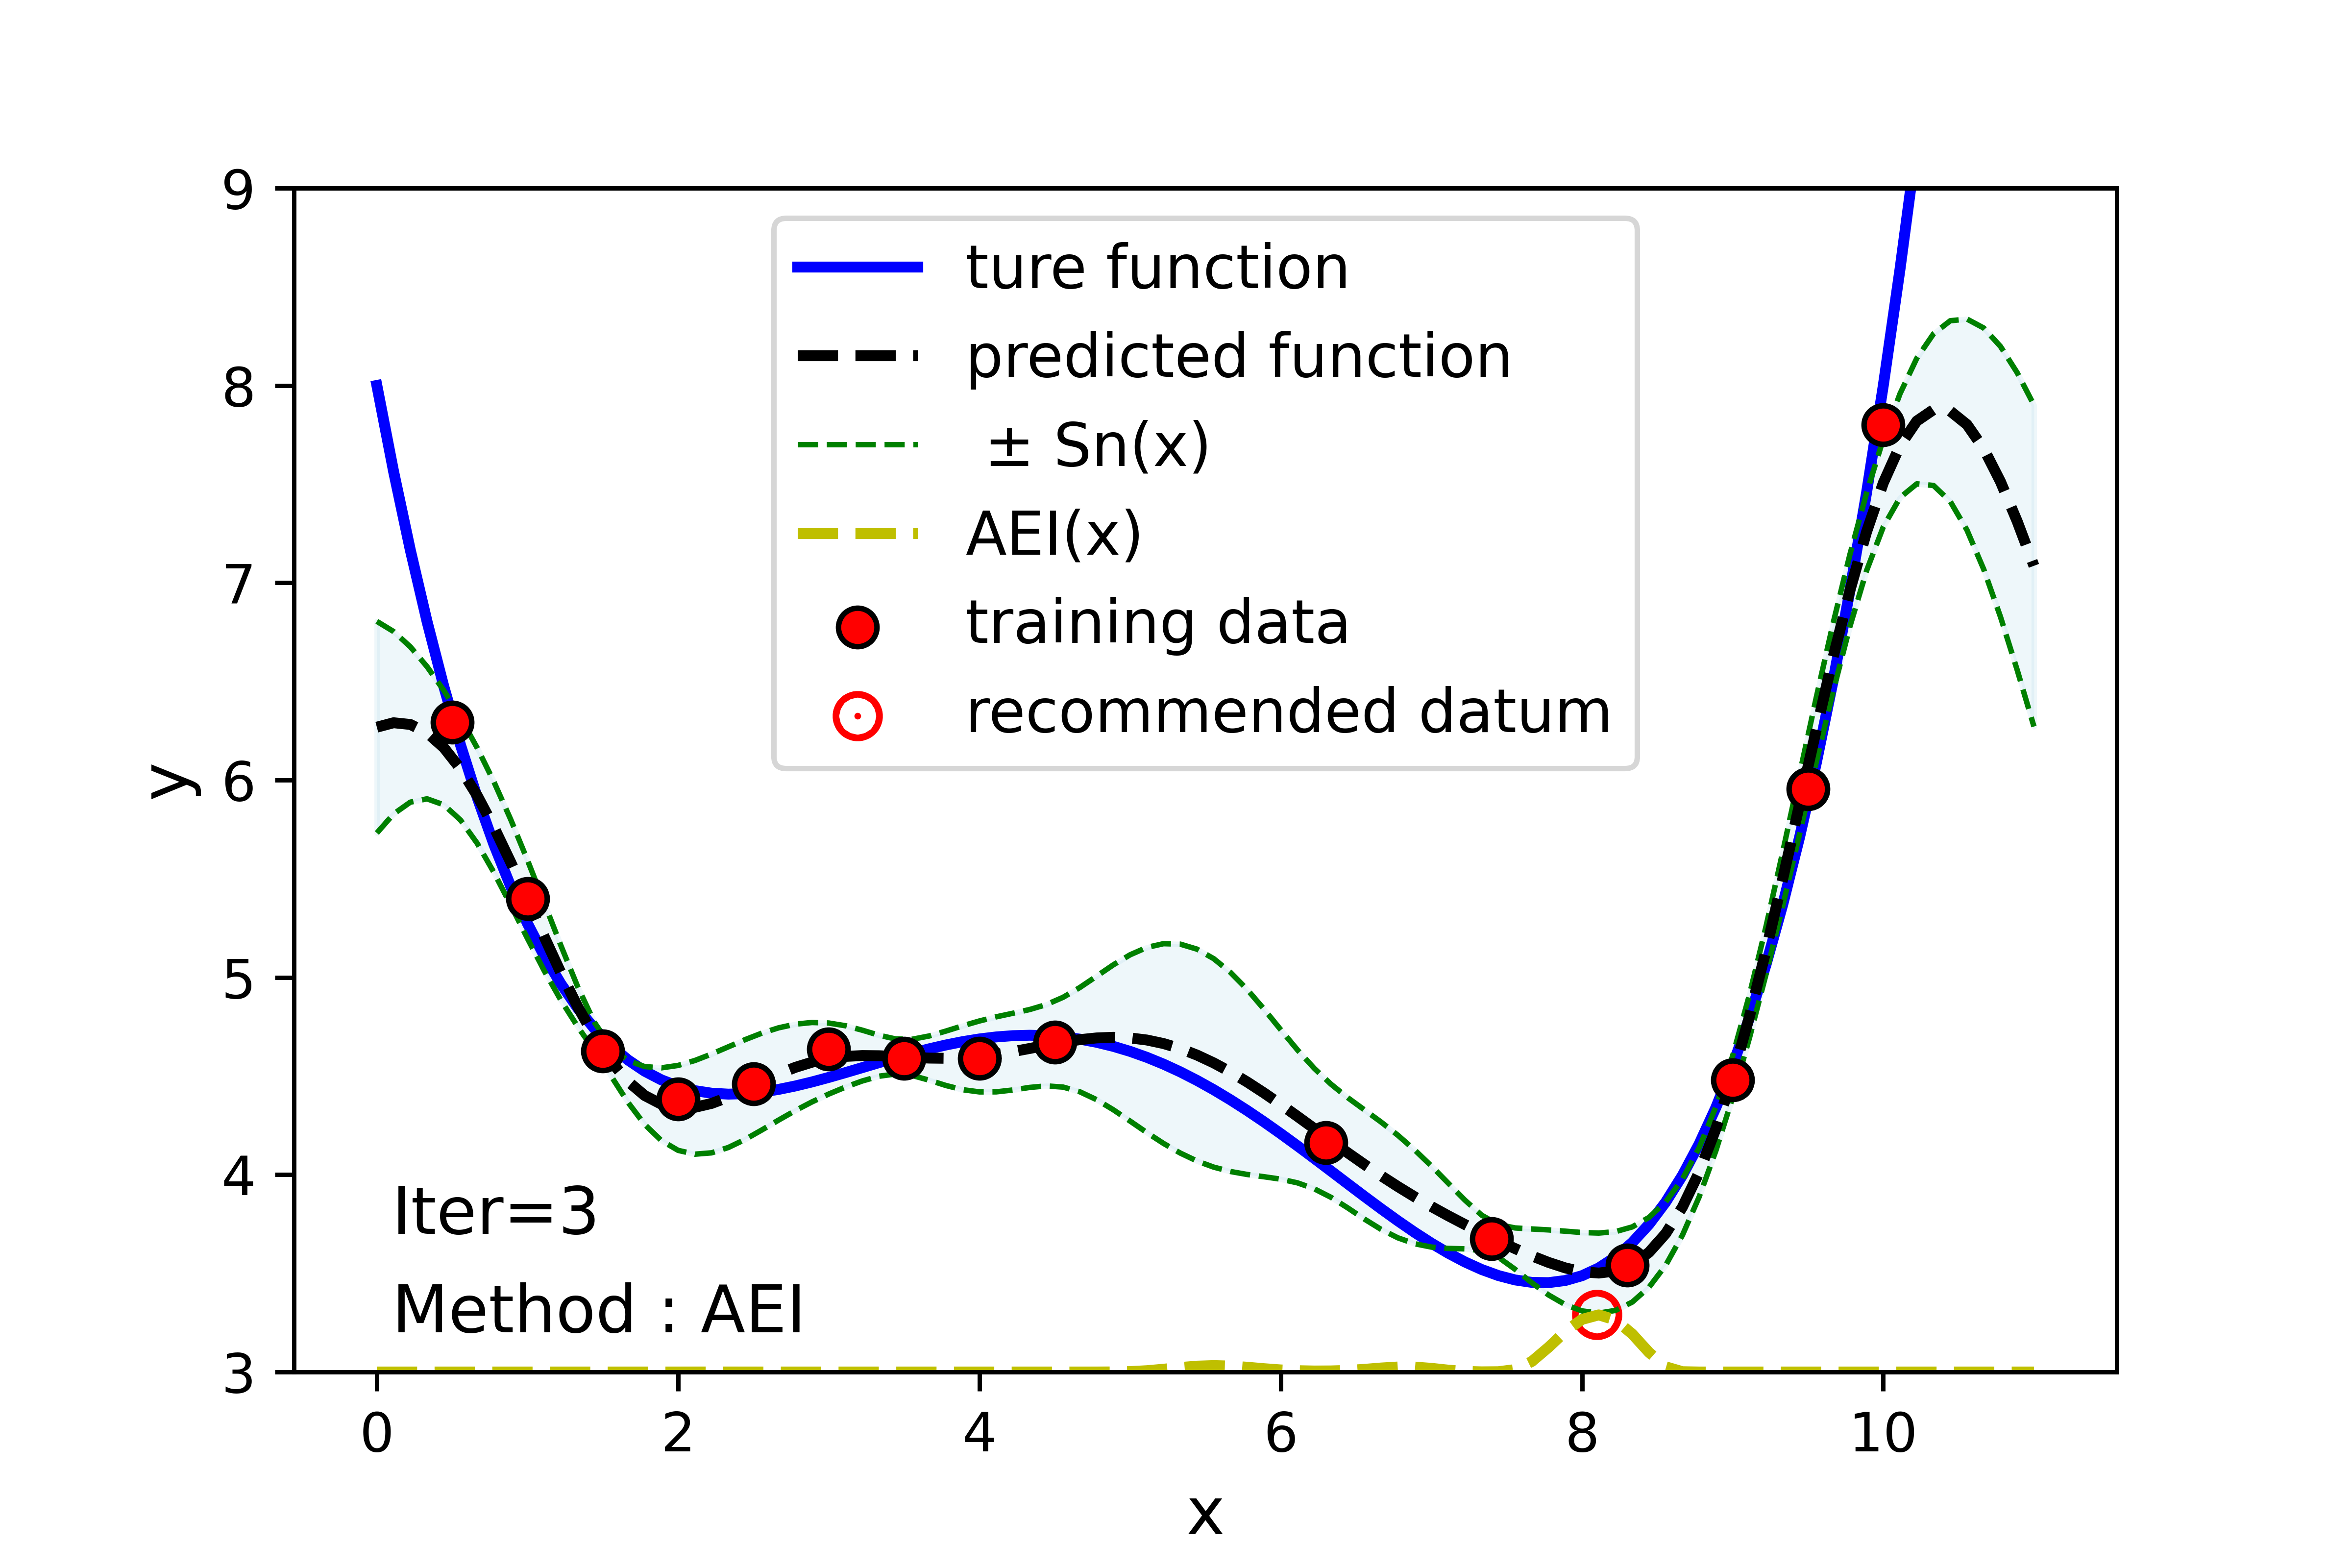 9
8
7
6
5
4
3
y
ture function
predicted function
± Sn(x)
AEI(x)
training data
recommended datum
Iter=3
Method : AEI
0 2 4 6 8 10
x